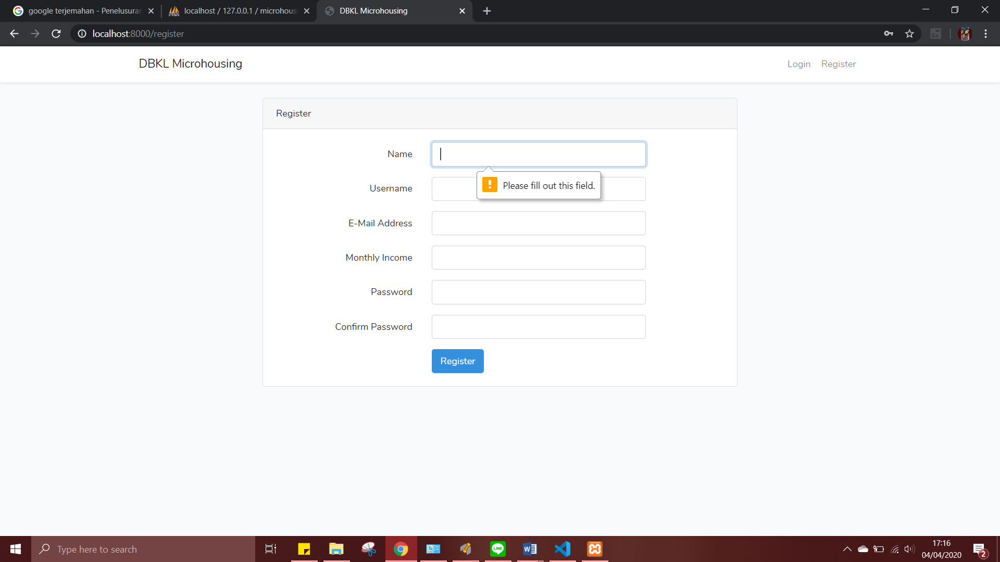 google terjemahan - Penelusuran
localhost / 127.0.0.1 / microhousi
DBKL Microhousing
localhost:8000/register
Se
DBKL Microhousing
Login
Register
Register
Name
Please fill out this field.
Username
E-Mail Address
Monthly Income
Password
Confirm Password
Register
Type here to search
LINE
W
17:16
04/04/2020
2